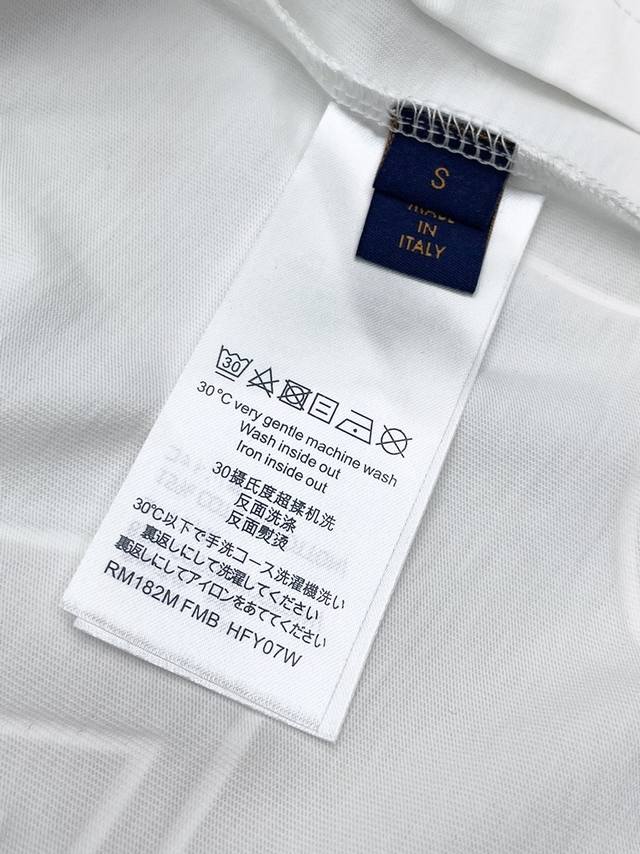 S
MADE
IN
ITALY
30
30°C very gentle machine wash
Wash inside out
Iron inside out
30摄氏度超揉机洗
反面洗涤
反面熨烫
30℃以下で手洗コース洗濯機洗い
裏返しにして洗濯してください
裏返しにしてアイロンをあててください
RM182M FMB HFY07W